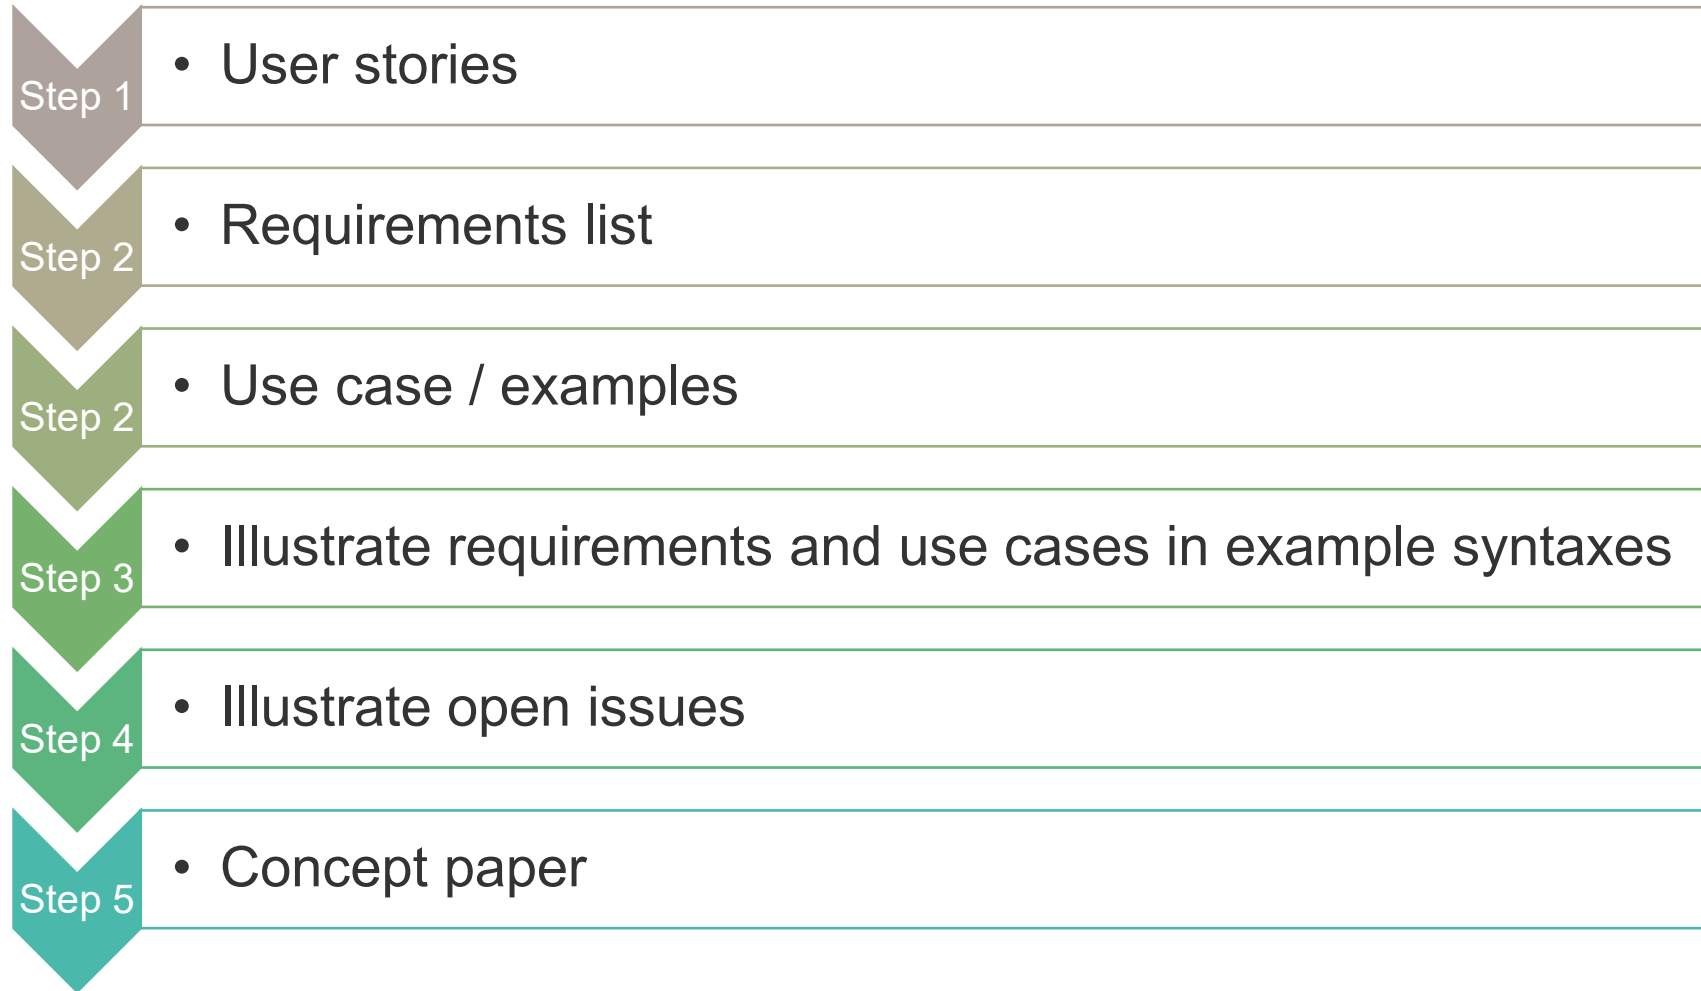 Step 1
• User stories
Step 2
• Requirements list
Step 2
• Use case / examples
Step 3
• Illustrate requirements and use cases in example syntaxes
Step 4
• Illustrate open issues
Step 5
• Concept paper